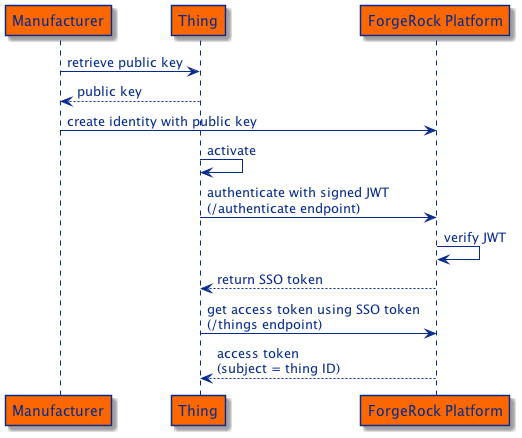 Manufacturer Thing ForgeRock Platform
retrieve public key
public key
create identity with public key
activate
authenticate with signed JWT
(/authenticate endpoint)
verify JWT
return SSO token
get access token using SSO token
(/things endpoint)
access token
(subject = thing ID)
Manufacturer Thing ForgeRock Platform